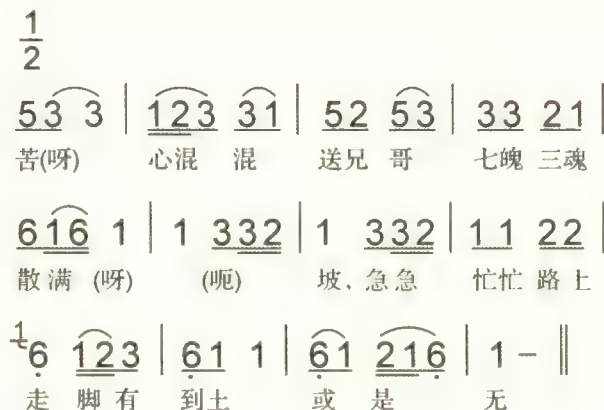 1
2
53 3 | 123 31 | 52 53 | 33 21 |
苦(呀) 心混 混 送兄 哥 七魄 三魂
616 1 | 1 332 | 1 332 | 11 22 |
散满 (呀) (呃) 坡、急急 忙忙 路上
1 6 123 | 61 1 | 61 216 | 1 – ‖
走 脚有 到土 或 是 无